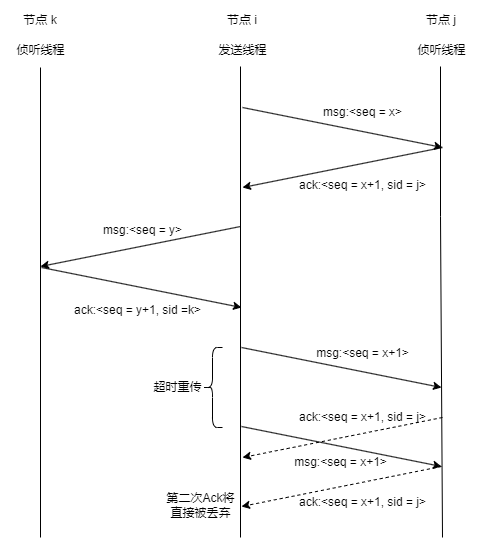 节点 k
节点 i
节点 j
侦听线程
发送线程
侦听线程
msg:<seq = x>
ack:<seq = x+1, sid = j>
msg:<seq = y>
ack:<seq = y+1, sid =k>
msg:<seq = x+1>
超时重传
ack:<seq = x+1, sid = j>
msg:<seq = x+1>
第二次Ack将
直接被丢弃
ack:<seq = x+1, sid = j>